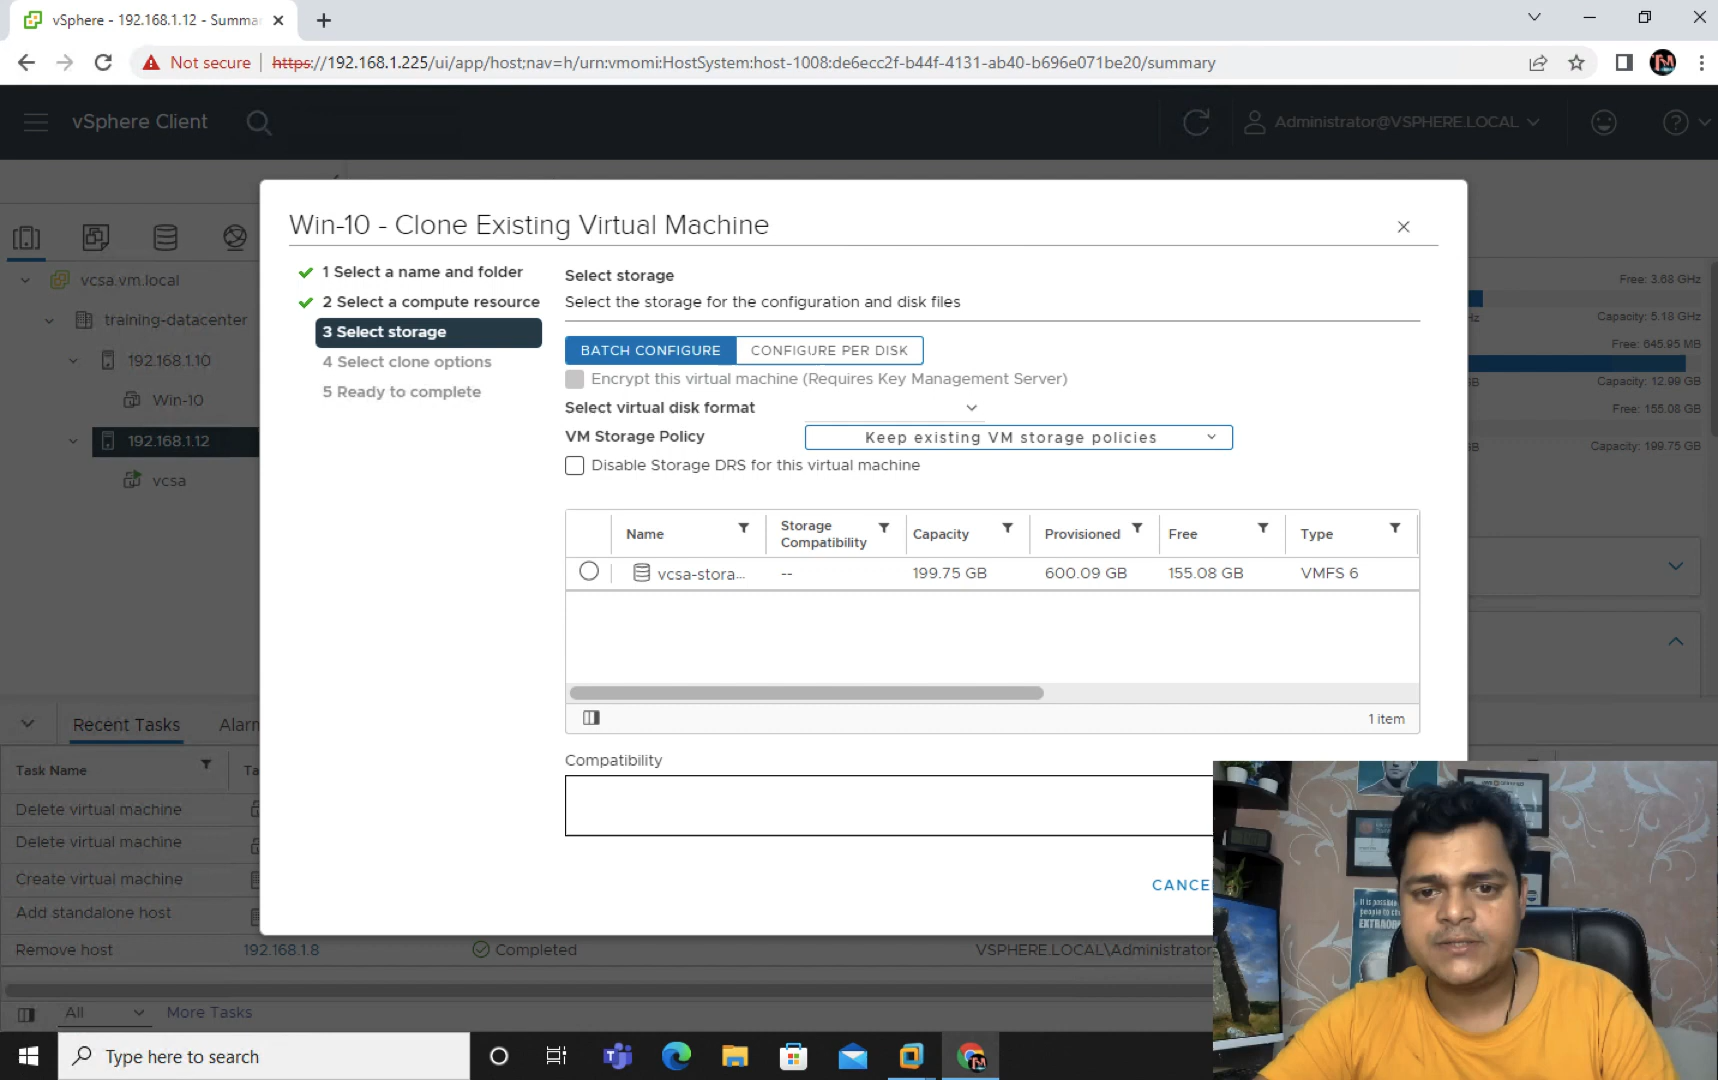 vSphere - 192.168.1.12 - Summa
Not secure
https://192.168.1.225/ui/app/host;nav=h/urn:vmomi:HostSystem:host-1008:de6ecc2f-b44f-4131-ab40-b696e071be20/summary
vSphere Client
Administrator@VSPHERE.LOCAL
Win-10 - Clone Existing Virtual Machine
1 Select a name and folder
2 Select a compute resource
3 Select storage
4 Select clone options
5 Ready to complete
Select storage
Select the storage for the configuration and disk files
BATCH CONFIGURE
CONFIGURE PER DISK
Encrypt this virtual machine (Requires Key Management Server)
Select virtual disk format
VM Storage Policy
Keep existing VM storage policies
Disable Storage DRS for this virtual machine
Name
Storage Compatibility
Capacity
Provisioned
Free
Type
vcsa-stora...
--
199.75 GB
600.09 GB
155.08 GB
VMFS 6
1 item
Compatibility
CANCE
vcsa.vm.local
training-datacenter
192.168.1.10
Win-10
192.168.1.12
vcsa
Free: 3.68 GHz
Capacity: 5.18 GHz
Free: 645.95 MB
Capacity: 12.99 GB
Free: 155.08 GB
Capacity: 199.75 GB
Recent Tasks
Alarm
Task Name
Ta
Delete virtual machine
Delete virtual machine
Create virtual machine
Add standalone host
Remove host
192.168.1.8
Completed
VSPHERE.LOCAL\Administrator
All
More Tasks
Type here to search
It is possible
people to ch
EXTRAORD